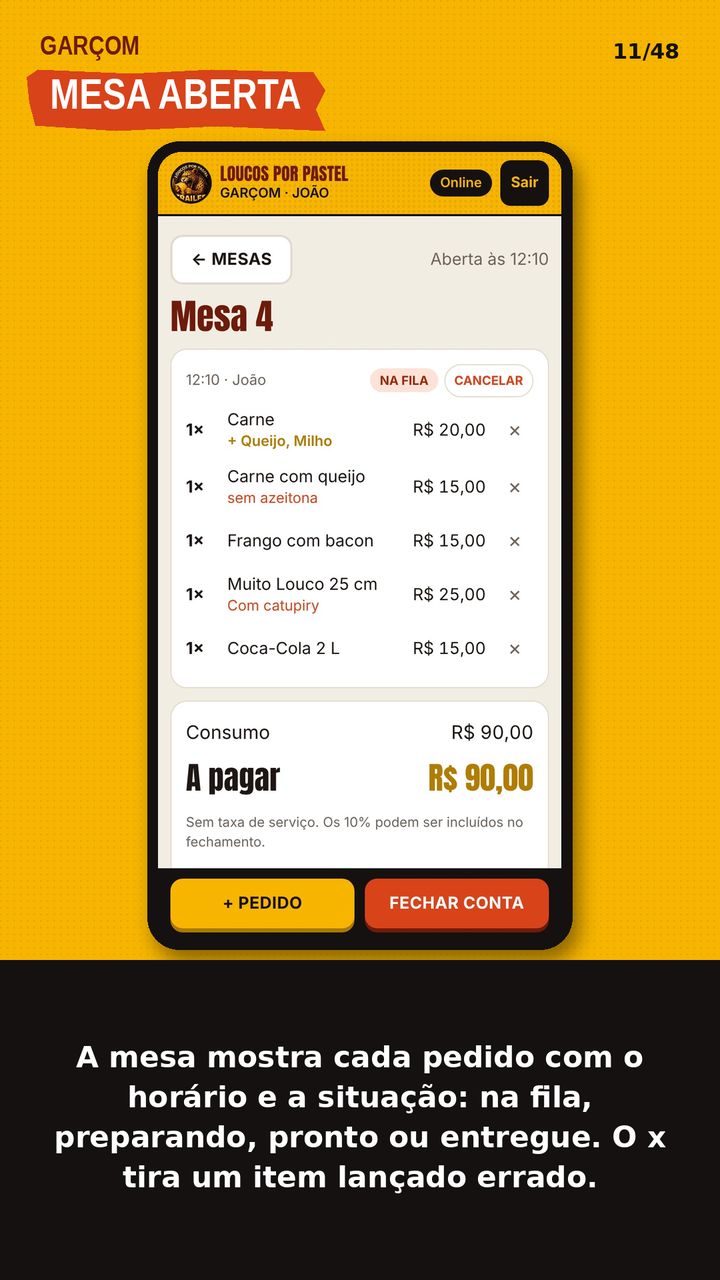 GARÇOM
11/48
MESA ABERTA
LOUCOS POR PASTEL
GARÇOM · JOÃO
Online
Sair
← MESAS
Aberta às 12:10
Mesa 4
12:10 · João
NA FILA
CANCELAR
1× Carne R$ 20,00 ×
+ Queijo, Milho
1× Carne com queijo R$ 15,00 ×
sem azeitona
1× Frango com bacon R$ 15,00 ×
1× Muito Louco 25 cm R$ 25,00 ×
Com catupiry
1× Coca-Cola 2 L R$ 15,00 ×
Consumo R$ 90,00
A pagar R$ 90,00
Sem taxa de serviço. Os 10% podem ser incluídos no
fechamento.
+ PEDIDO
FECHAR CONTA
A mesa mostra cada pedido com o
horário e a situação: na fila,
preparando, pronto ou entregue. O x
tira um item lançado errado.